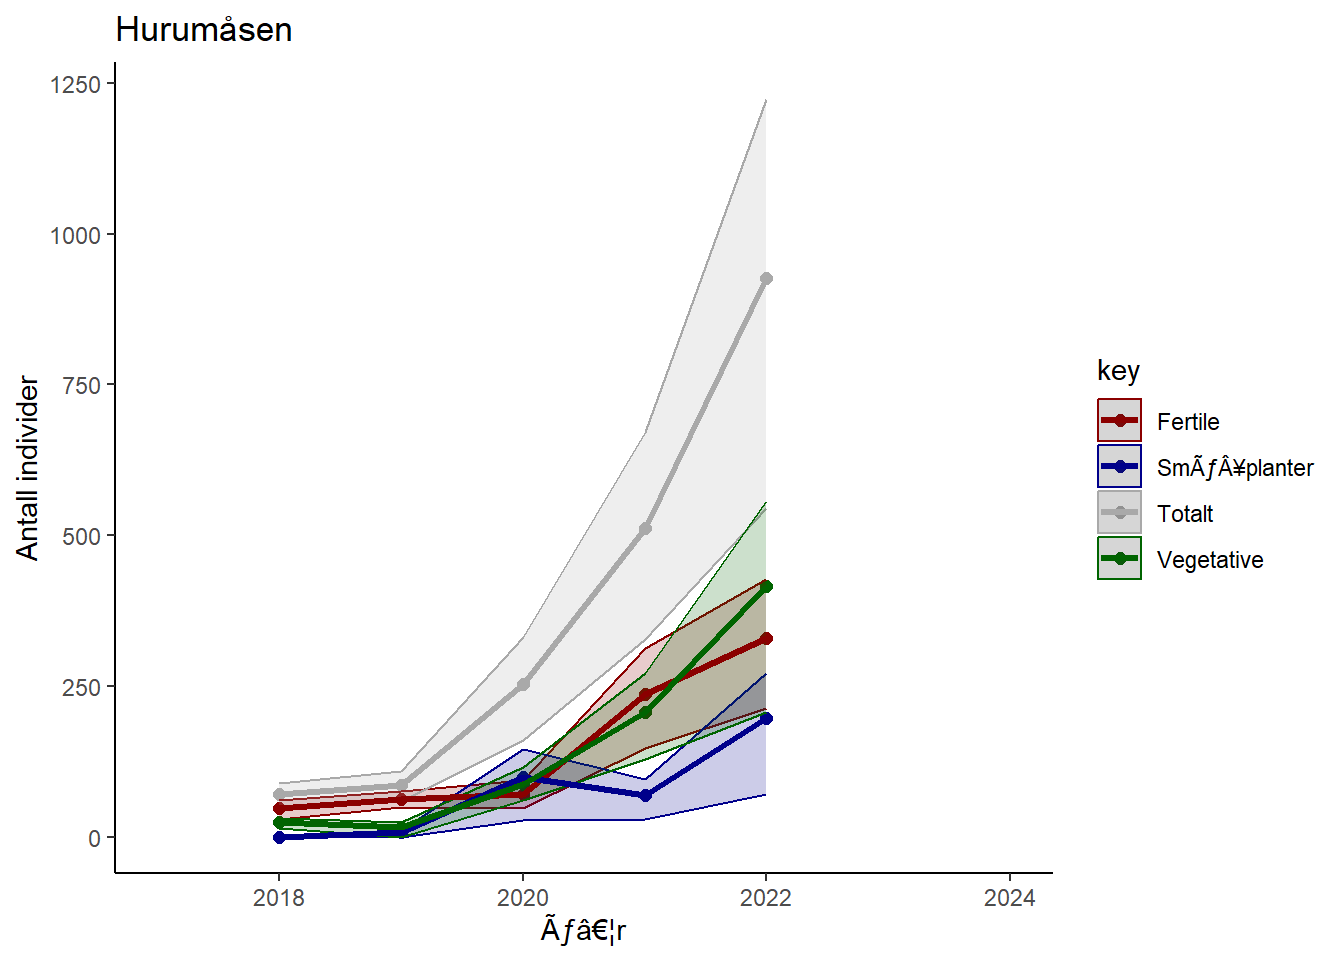 Hurumåsen
1250
1000
750
500
250
0
Antall individer
2018
2020
2022
2024
Ãƒâ€¦r
key
Fertile
SmÃƒÂ¥planter
Totalt
Vegetative